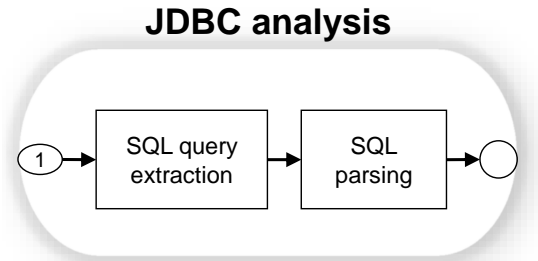 JDBC analysis
1
SQL query
extraction
SQL
parsing